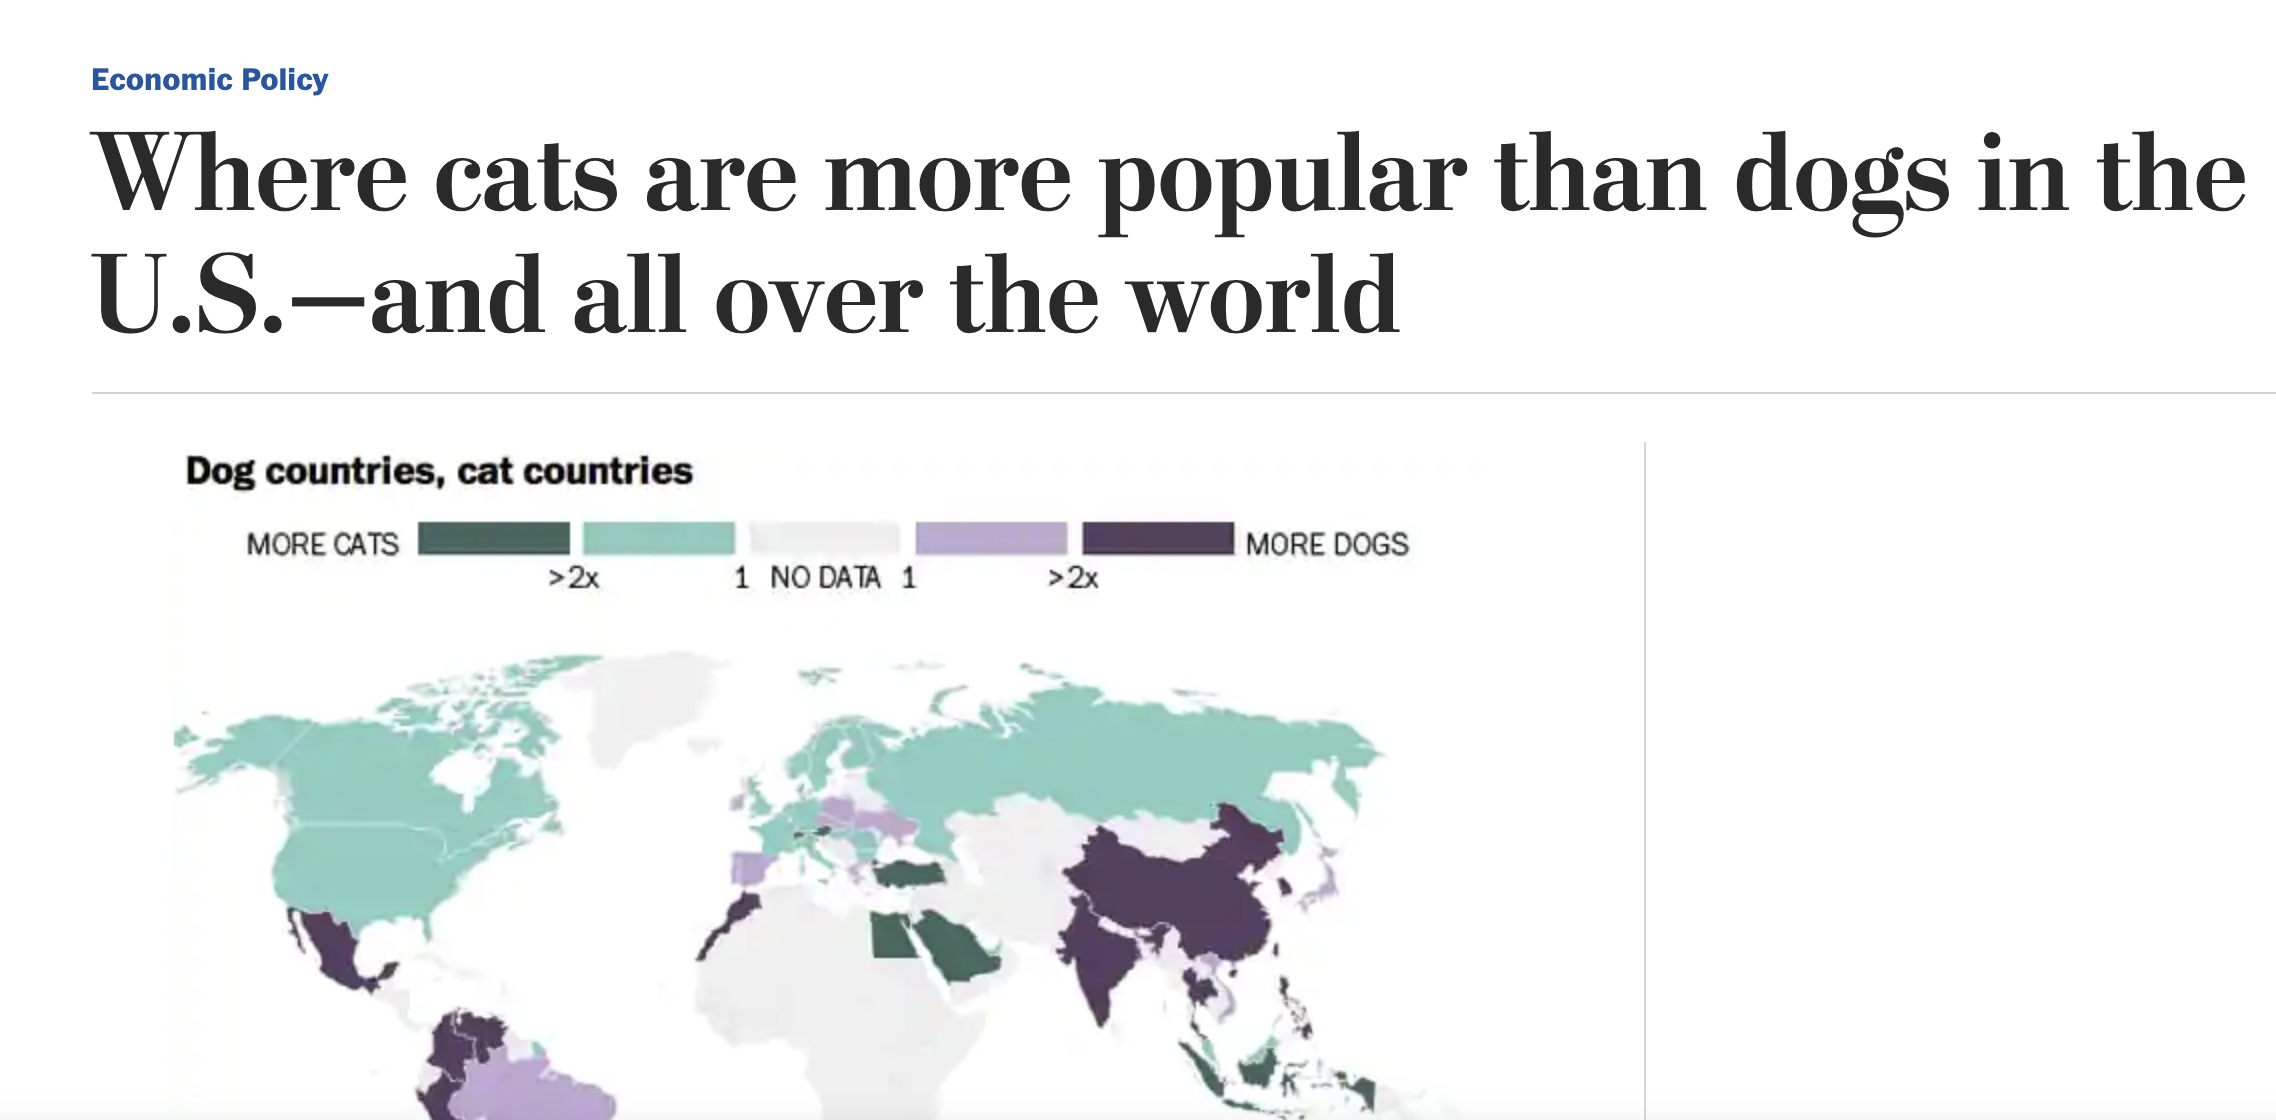 Economic Policy
Where cats are more popular than dogs in the
U.S.—and all over the world
Dog countries, cat countries
MORE CATS MORE DOGS
>2x 1 NO DATA 1 >2x